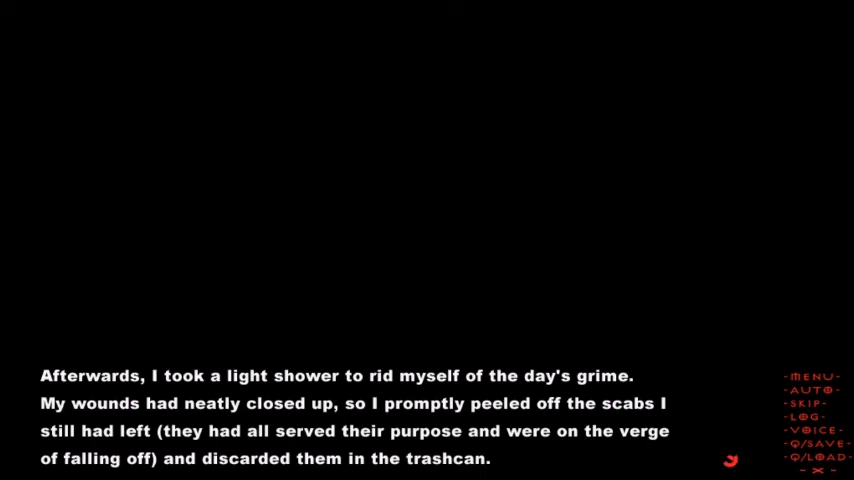 Afterwards, I took a light shower to rid myself of the day's grime.
My wounds had neatly closed up, so I promptly peeled off the scabs I
still had left (they had all served their purpose and were on the verge
of falling off) and discarded them in the trashcan.
-MENU-
-AUTO-
-SKIP-
-LOG-
-VOICE-
-Q/SAVE-
-Q/LOAD-
-X-